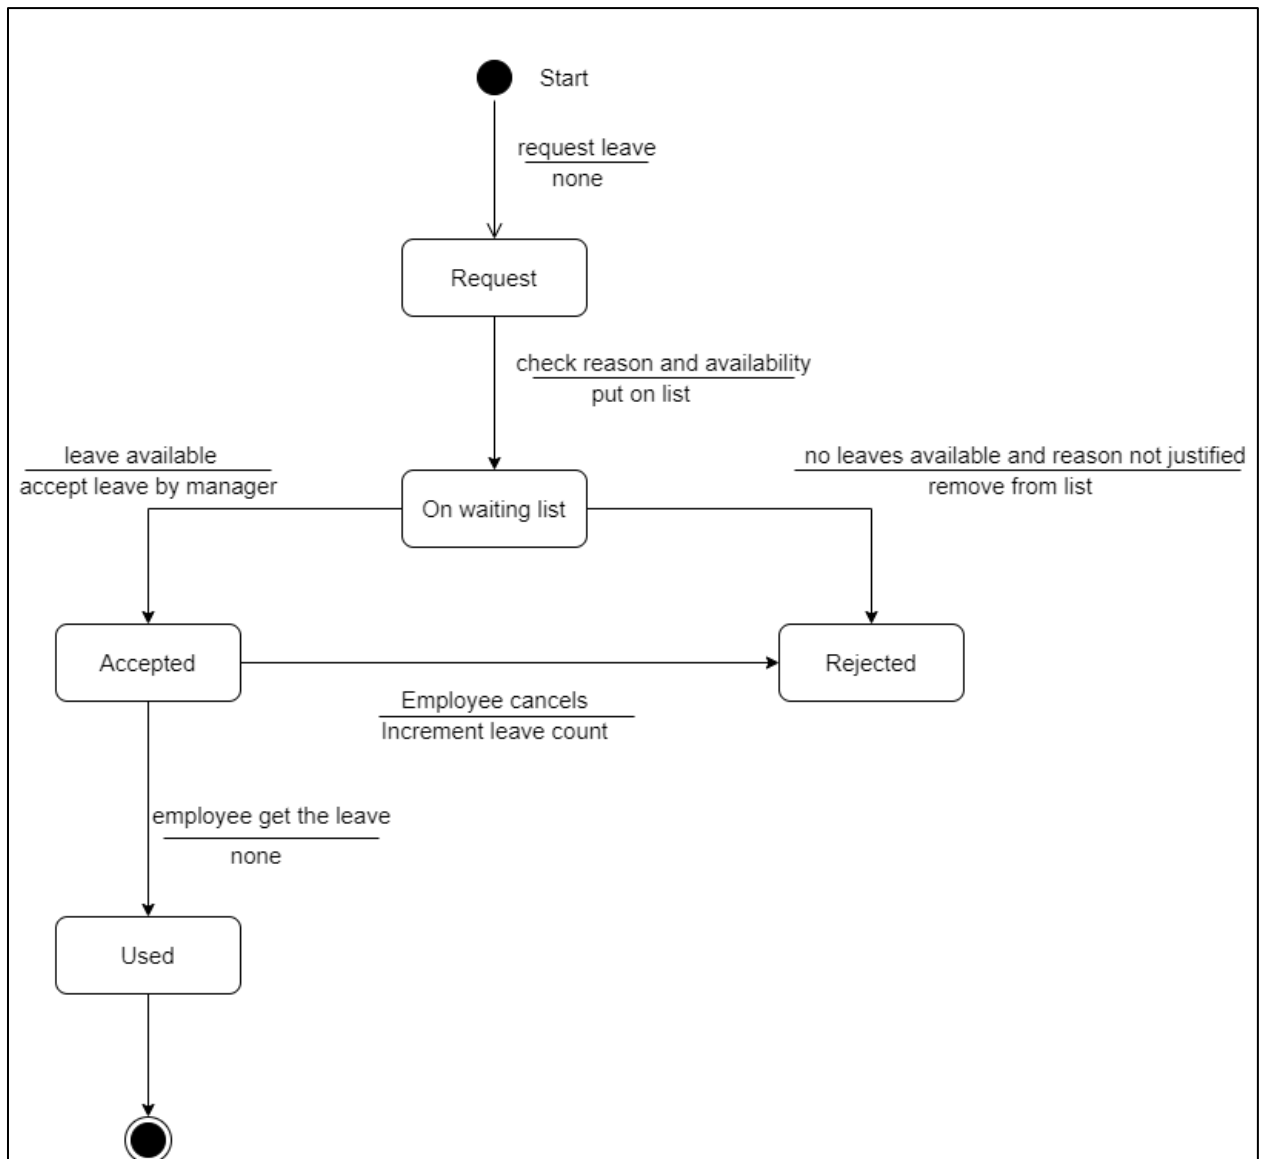 Start
request leave
none
Request
check reason and availability
put on list
leave available
accept leave by manager
no leaves available and reason not justified
remove from list
On waiting list
Accepted
Rejected
Employee cancels
Increment leave count
employee get the leave
none
Used